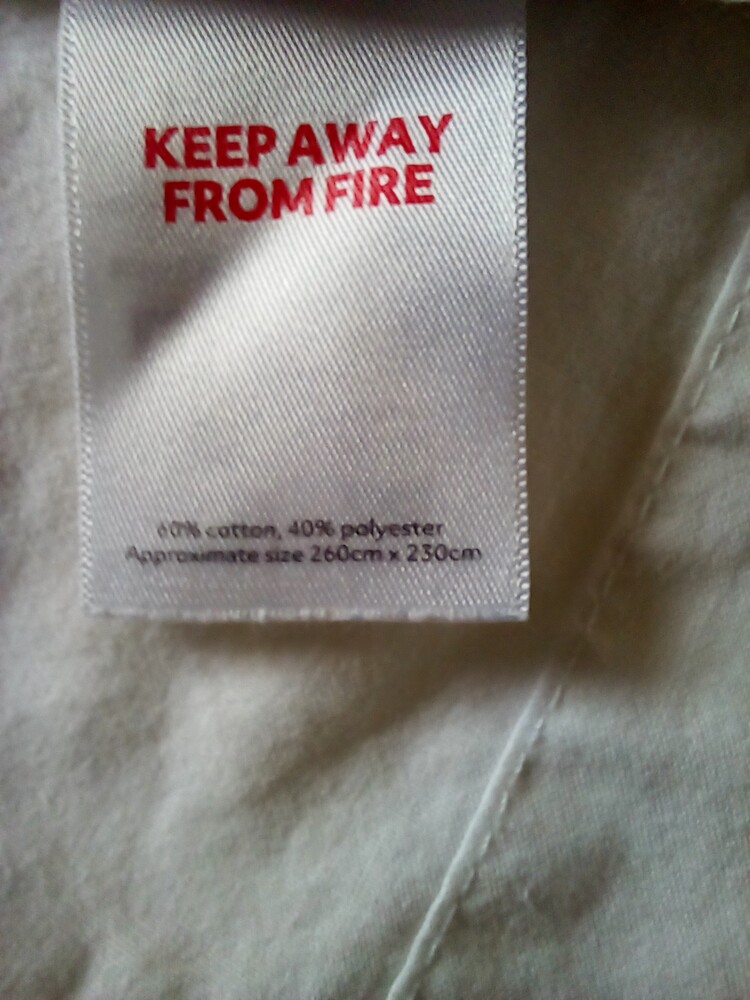 KEEP AWAY
FROM FIRE
60% cotton, 40% polyester
Approximate size 260cm x 230cm